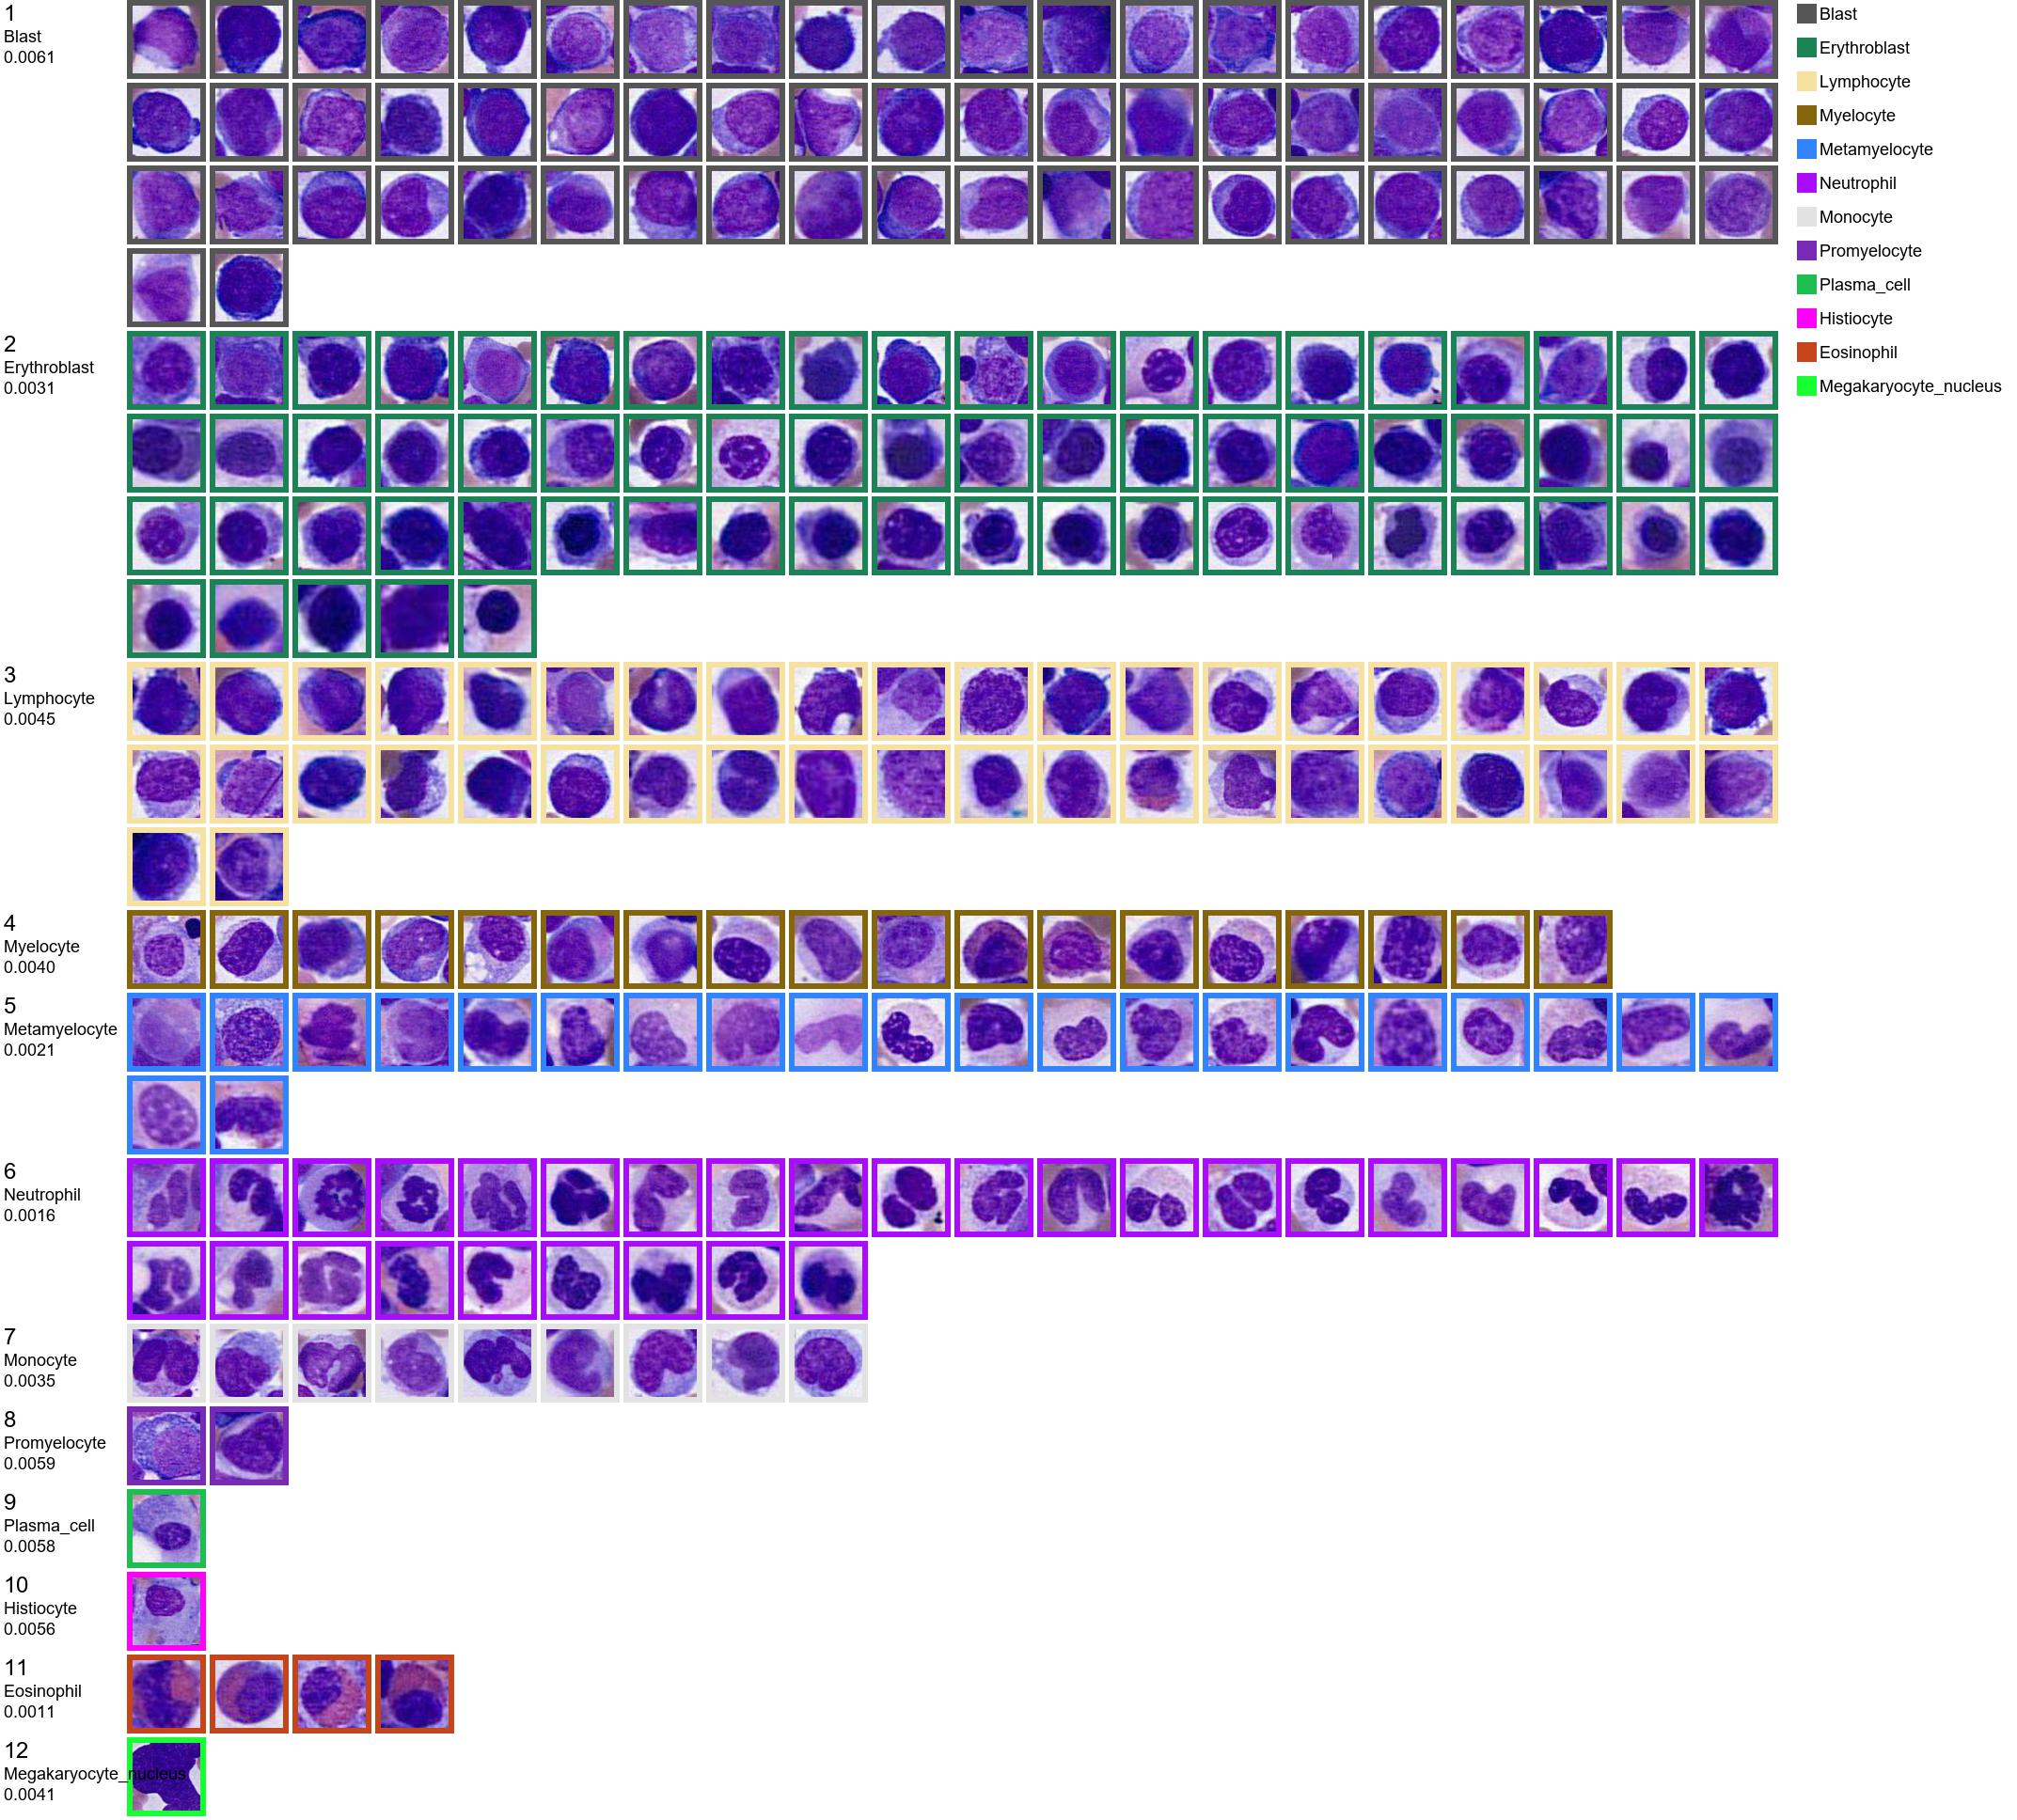 1
Blast
0.0061
2
Erythroblast
0.0031
3
Lymphocyte
0.0045
4
Myelocyte
0.0040
5
Metamyelocyte
0.0021
6
Neutrophil
0.0016
7
Monocyte
0.0035
8
Promyelocyte
0.0059
9
Plasma_cell
0.0058
10
Histiocyte
0.0056
11
Eosinophil
0.0011
12
Megakaryocyte_nucleus
0.0041
Blast
Erythroblast
Lymphocyte
Myelocyte
Metamyelocyte
Neutrophil
Monocyte
Promyelocyte
Plasma_cell
Histiocyte
Eosinophil
Megakaryocyte_nucleus